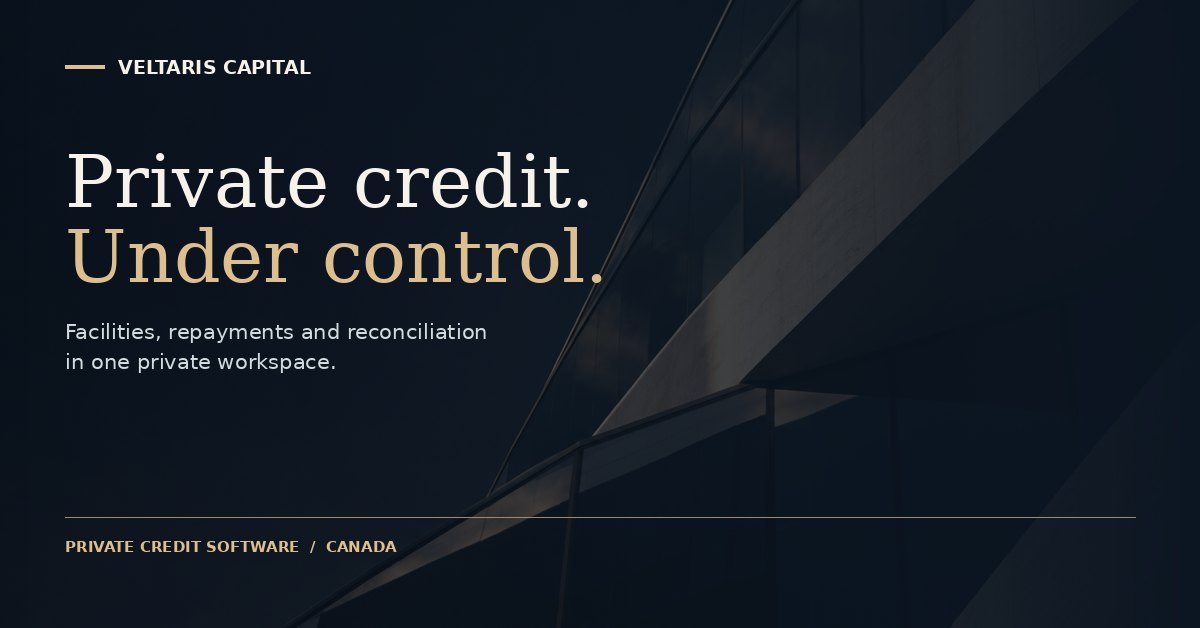 VELTARIS CAPITAL
Private credit.
Under control.
Facilities, repayments and reconciliation
in one private workspace.
PRIVATE CREDIT SOFTWARE / CANADA